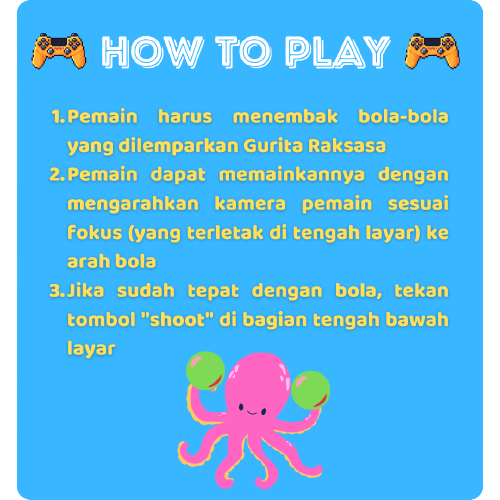 HOW TO PLAY
1. Pemain harus menembak bola-bola
yang dilemparkan Gurita Raksasa
2. Pemain dapat memainkannya dengan
mengarahkan kamera pemain sesuai
fokus (yang terletak di tengah layar) ke
arah bola
3. Jika sudah tepat dengan bola, tekan
tombol "shoot" di bagian tengah bawah
layar